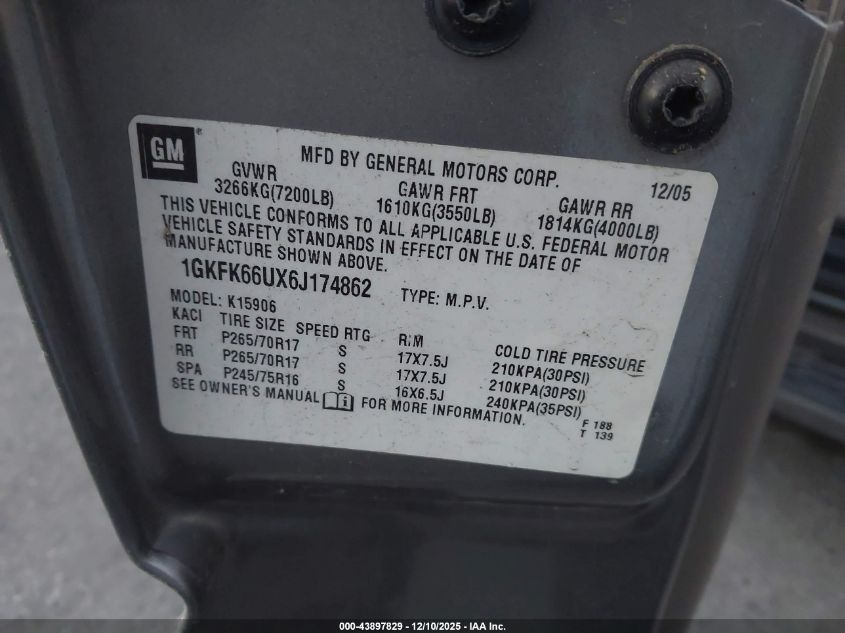 GM
MFD BY GENERAL MOTORS CORP. 12/05
GVWR GAWR FRT GAWR RR
3266KG(7200LB) 1610KG(3550LB) 1814KG(4000LB)
THIS VEHICLE CONFORMS TO ALL APPLICABLE U.S. FEDERAL MOTOR
VEHICLE SAFETY STANDARDS IN EFFECT ON THE DATE OF
MANUFACTURE SHOWN ABOVE.
1GKFK66UX6J174862 TYPE: M.P.V.
MODEL: K15906
KACI TIRE SIZE SPEED RTG RIM COLD TIRE PRESSURE
FRT P265/70R17 S 17X7.5J 210KPA(30PSI)
RR P265/70R17 S 17X7.5J 210KPA(30PSI)
SPA P245/75R16 S 16X6.5J 240KPA(35PSI)
SEE OWNER'S MANUAL i FOR MORE INFORMATION.
F 188
T 139
000-43897829 - 12/10/2025 - IAA Inc.